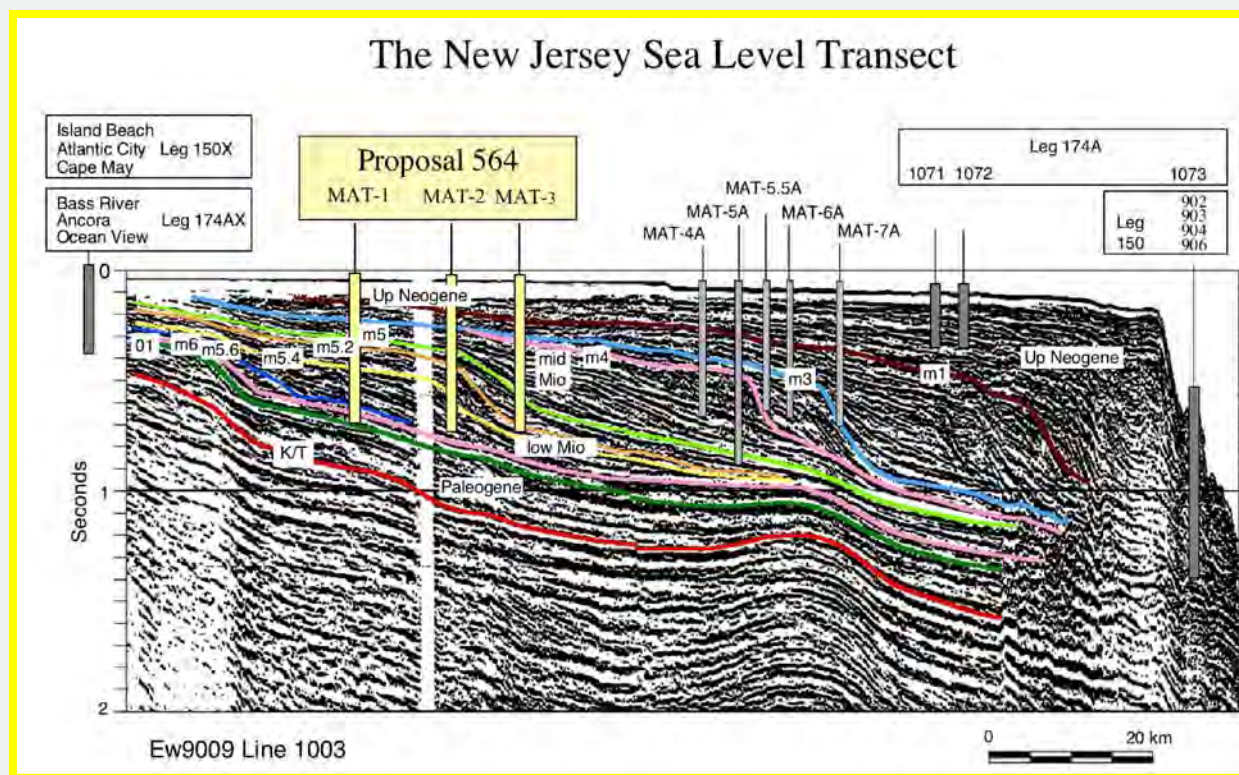 The New Jersey Sea Level Transect
Island Beach
Atlantic City Leg 150X
Cape May
Bass River
Ancora Leg 174AX
Ocean View
Proposal 564
MAT-1 MAT-2 MAT-3
Leg 174A
1071 1072 1073
902
903
904
906
Leg
150
MAT-5.5A
MAT-5A MAT-6A
MAT-4A MAT-7A
0
Up Neogene
01 m6 m5.6 m5.4 m5.2 m5
mid
Mio
m4
m3
m1
Up Neogene
low Mio
K/T
Paleogene
Seconds
1
2
Ew9009 Line 1003
0 20 km